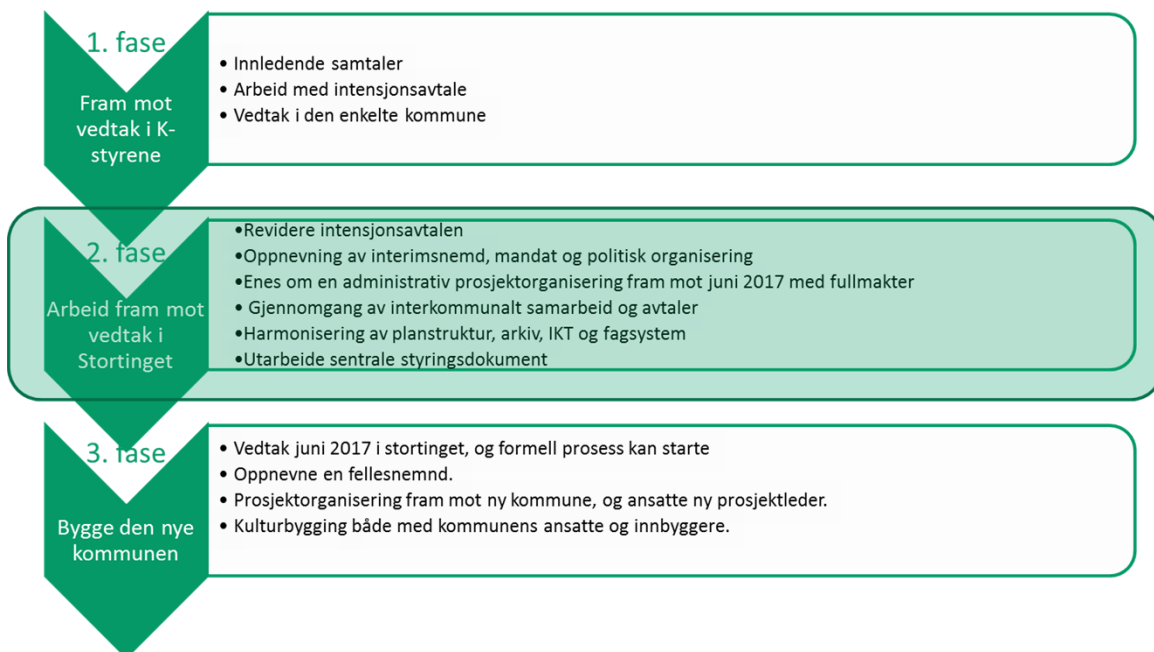 1. fase
Fram mot
vedtak i K-
styrene
• Innledende samtaler
• Arbeid med intensjonsavtale
• Vedtak i den enkelte kommune
2. fase
Arbeid fram mot
vedtak i
Stortinget
•Revidere intensjonsavtalen
•Oppnevning av interimsnemd, mandat og politisk organisering
•Enes om en administrativ prosjektorganisering fram mot juni 2017 med fullmakter
• Gjennomgang av interkommunalt samarbeid og avtaler
•Harmonisering av planstruktur, arkiv, IKT og fagsystem
•Utarbeide sentrale styringsdokument
3. fase
Bygge den nye
kommunen
• Vedtak juni 2017 i stortinget, og formell prosess kan starte
• Oppnevne en fellesnemnd.
• Prosjektorganisering fram mot ny kommune, og ansatte ny prosjektleder.
• Kulturbygging både med kommunens ansatte og innbyggere.